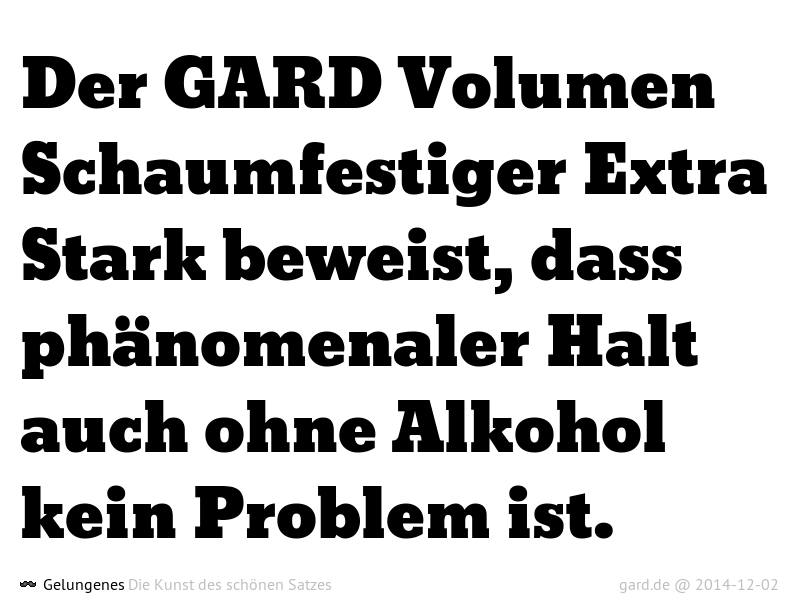 Der GARD Volumen
Schaumfestiger Extra
Stark beweist, dass
phänomenaler Halt
auch ohne Alkohol
kein Problem ist.
Gelungenes Die Kunst des schönen Satzes
gard.de @ 2014-12-02